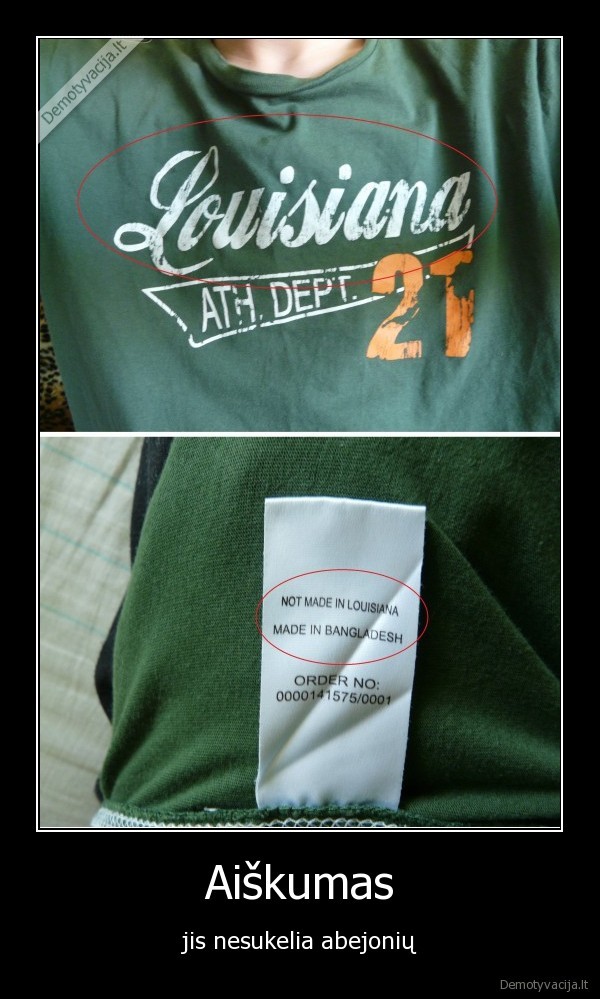 Demotyvacija.lt
Louisiana
ATH. DEPT.
21
NOT MADE IN LOUISIANA
MADE IN BANGLADESH
ORDER NO:
0000141575/0001
Aiškumas
jis nesukelia abejonių
Demotyvacija.lt